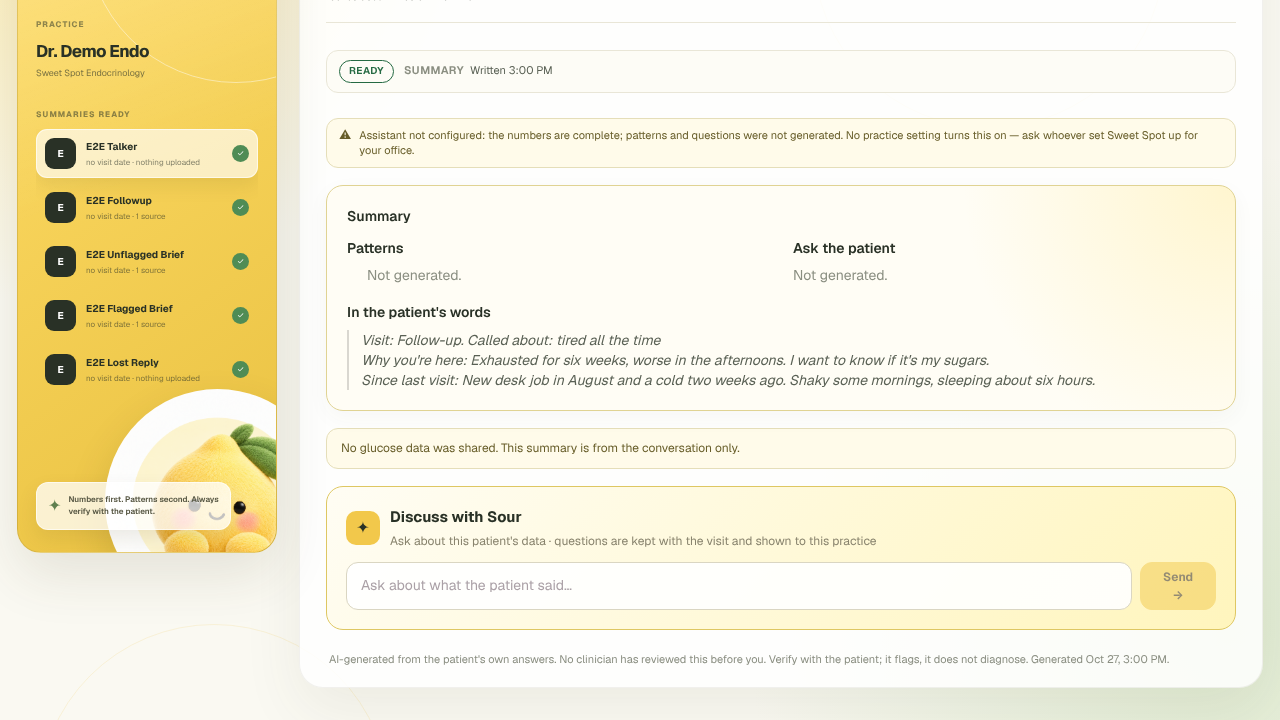 PRACTICE
Dr. Demo Endo
Sweet Spot Endocrinology
SUMMARIES READY
E
E2E Talker
no visit date · nothing uploaded
E
E2E Followup
no visit date · 1 source
E
E2E Unflagged Brief
no visit date · 1 source
E
E2E Flagged Brief
no visit date · 1 source
E
E2E Lost Reply
no visit date · nothing uploaded
Numbers first. Patterns second. Always
verify with the patient.
READY SUMMARY Written 3:00 PM
Assistant not configured: the numbers are complete; patterns and questions were not generated. No practice setting turns this on — ask whoever set Sweet Spot up for
your office.
Summary
Patterns
Not generated.
Ask the patient
Not generated.
In the patient's words
Visit: Follow-up. Called about: tired all the time
Why you're here: Exhausted for six weeks, worse in the afternoons. I want to know if it's my sugars.
Since last visit: New desk job in August and a cold two weeks ago. Shaky some mornings, sleeping about six hours.
No glucose data was shared. This summary is from the conversation only.
Discuss with Sour
Ask about this patient's data · questions are kept with the visit and shown to this practice
Ask about what the patient said...
Send
→
AI-generated from the patient's own answers. No clinician has reviewed this before you. Verify with the patient; it flags, it does not diagnose. Generated Oct 27, 3:00 PM.